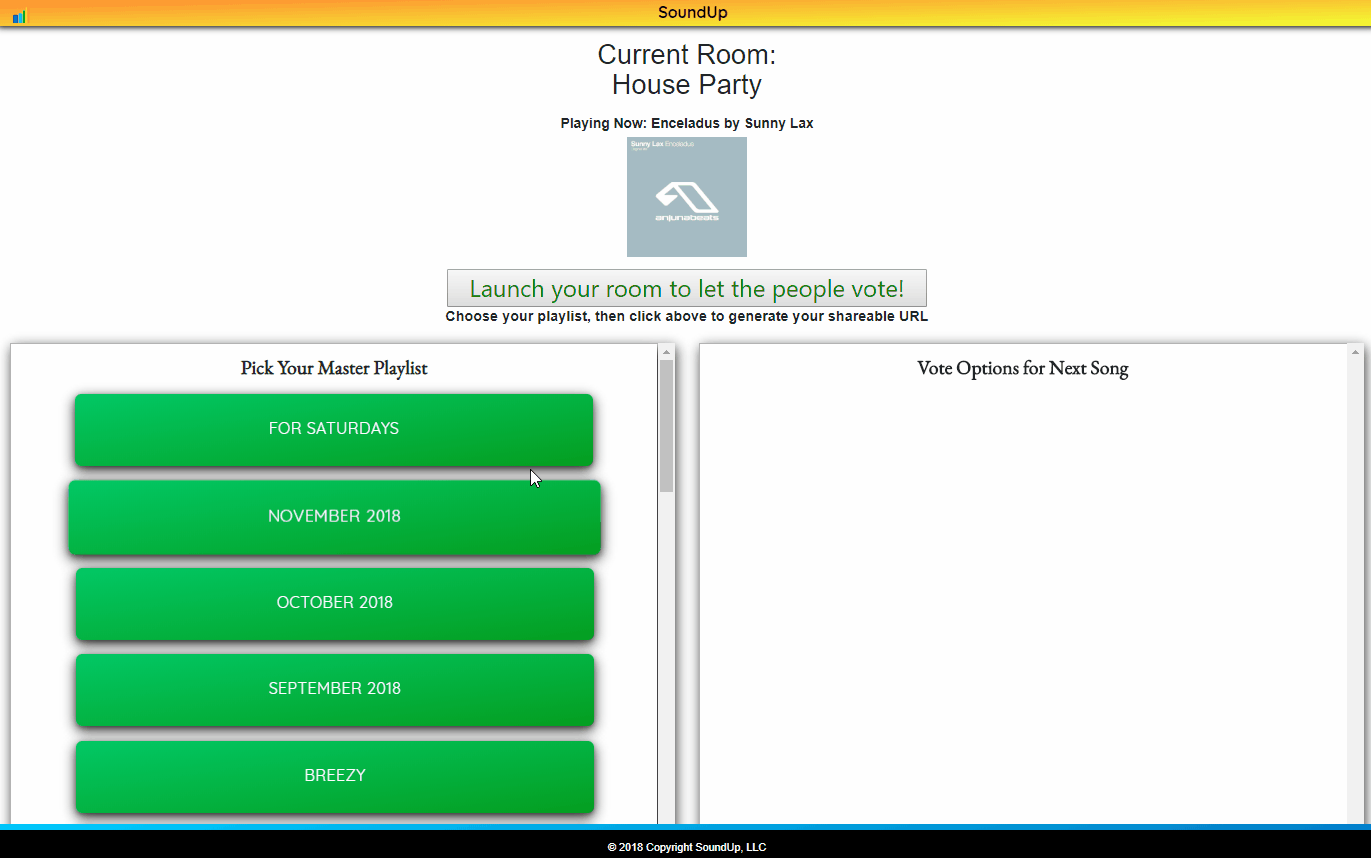 SoundUp
Current Room:
House Party
Playing Now: Enceladus by Sunny Lax
Sunny Lax Enceladus
anjunabeats
Launch your room to let the people vote!
Choose your playlist, then click above to generate your shareable URL
Pick Your Master Playlist
FOR SATURDAYS
NOVEMBER 2018
OCTOBER 2018
SEPTEMBER 2018
BREEZY
Vote Options for Next Song
© 2018 Copyright SoundUp, LLC